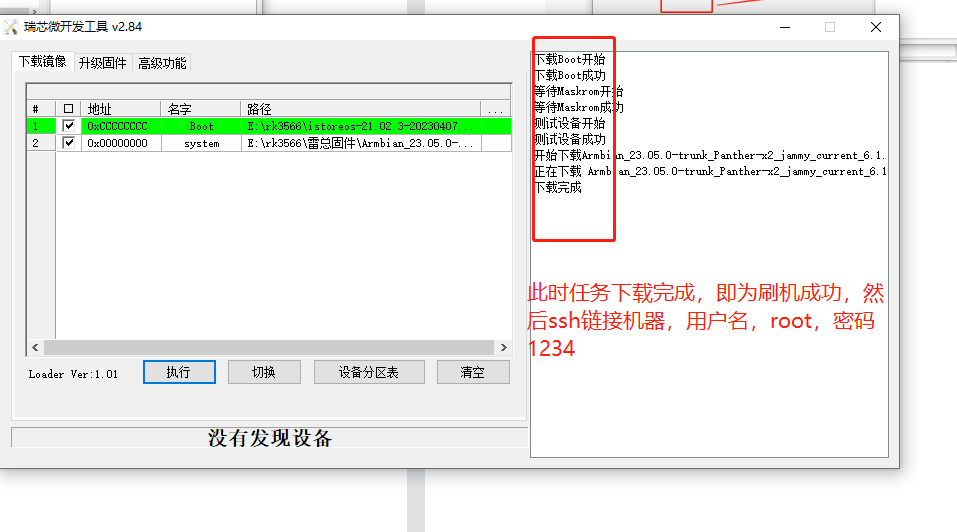 瑞芯微开发工具 v2.84
下载镜像 升级固件 高级功能
# 地址 名字 路径 ...
1 0xCCCCCCCC Boot E:\rk3566\istoreos-21.02.3-20230407...
2 0x00000000 system E:\rk3566\雷总固件\Armbian_23.05.0-...
Loader Ver:1.01 执行 切换 设备分区表 清空
没有发现设备
下载Boot开始
下载Boot成功
等待Maskrom开始
等待Maskrom成功
测试设备开始
测试设备成功
开始下载Armbian_23.05.0-trunk_Panther-x2_jammy_current_6.1.
正在下载 Armbian_23.05.0-trunk_Panther-x2_jammy_current_6.1
下载完成
此时任务下载完成，即为刷机成功，然
后ssh链接机器，用户名，root，密码
1234